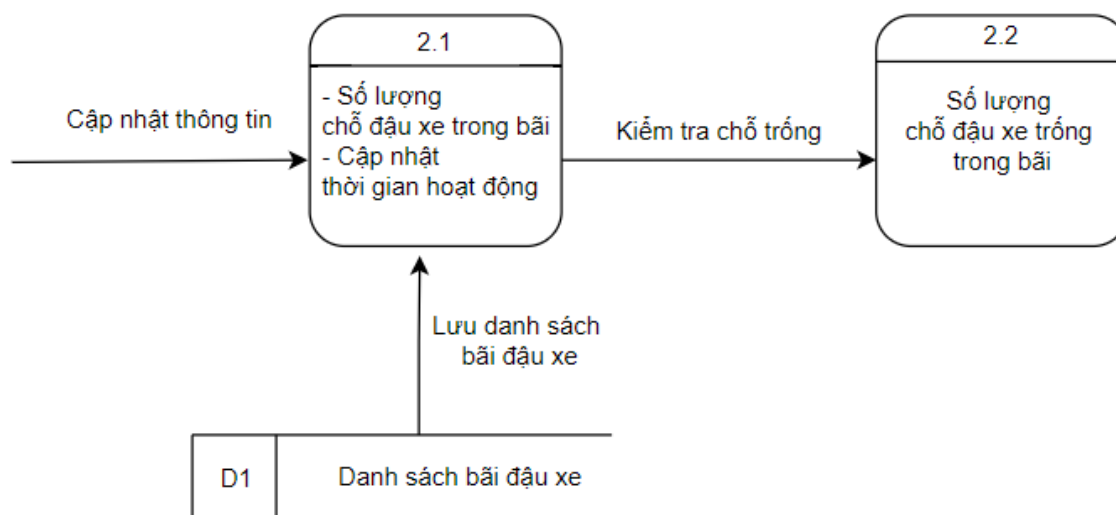 2.1
2.2
Cập nhật thông tin
- Số lượng
chỗ đậu xe trong bãi
- Cập nhật
thời gian hoạt động
Kiểm tra chỗ trống
Số lượng
chỗ đậu xe trống
trong bãi
Lưu danh sách
bãi đậu xe
D1
Danh sách bãi đậu xe